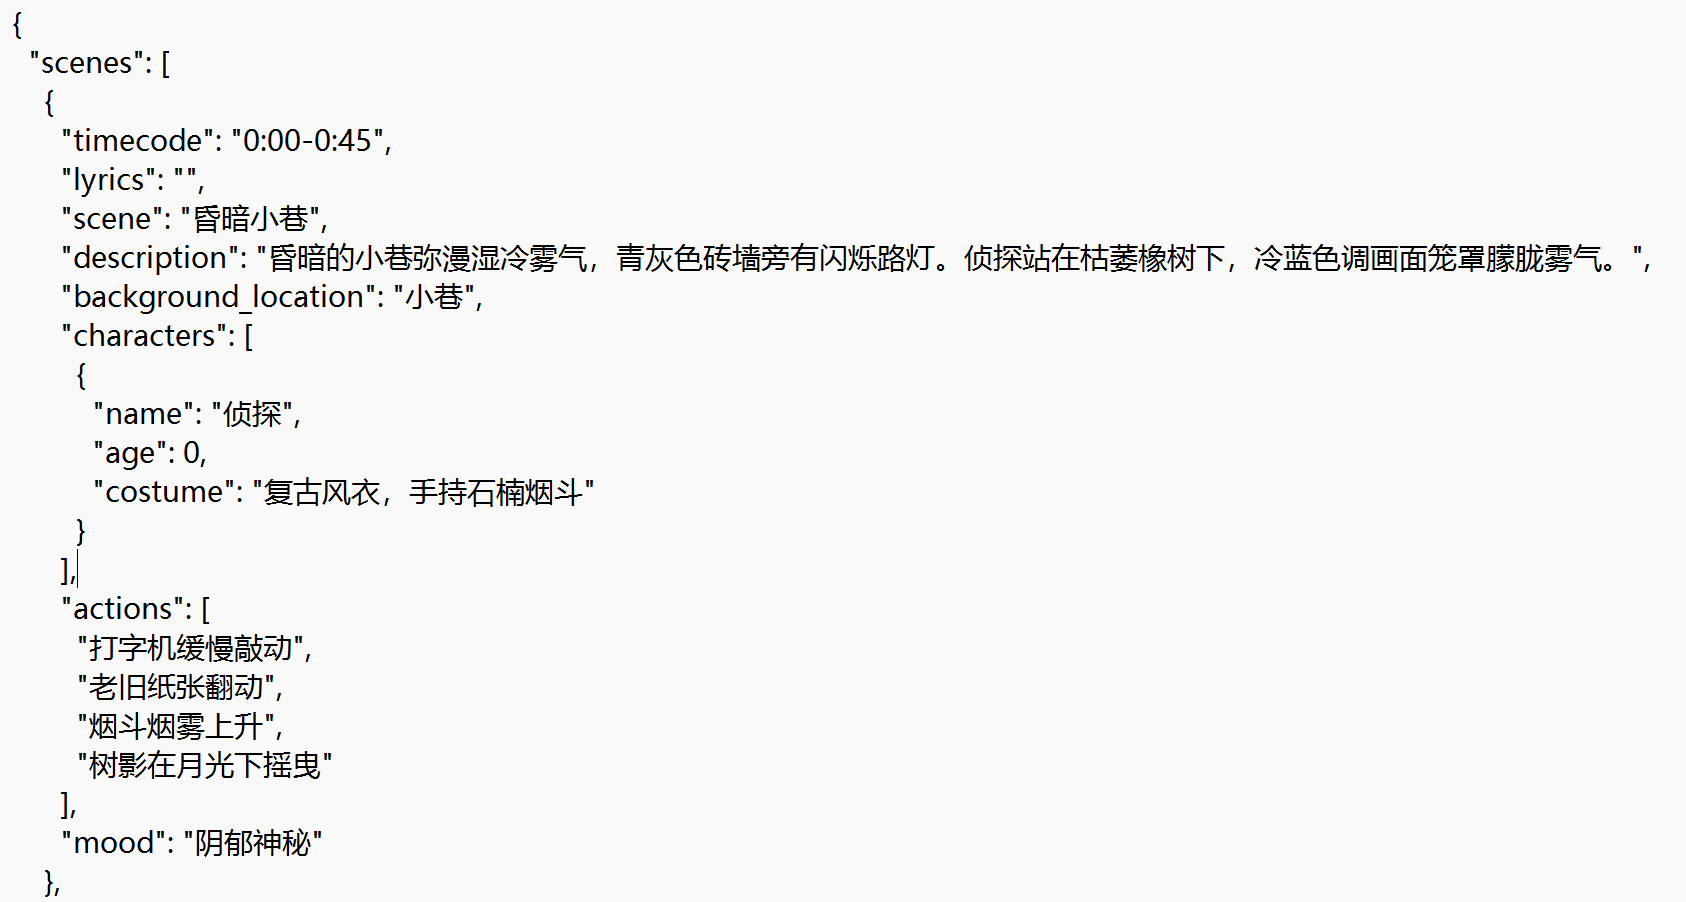 {
  "scenes": [
    {
      "timecode": "0:00-0:45",
      "lyrics": "",
      "scene": "昏暗小巷",
      "description": "昏暗的小巷弥漫湿冷雾气，青灰色砖墙旁有闪烁路灯。侦探站在枯萎橡树下，冷蓝色调画面笼罩朦胧雾气。",
      "background_location": "小巷",
      "characters": [
        {
          "name": "侦探",
          "age": 0,
          "costume": "复古风衣，手持石楠烟斗"
        }
      ],
      "actions": [
        "打字机缓慢敲动",
        "老旧纸张翻动",
        "烟斗烟雾上升",
        "树影在月光下摇曳"
      ],
      "mood": "阴郁神秘"
    },